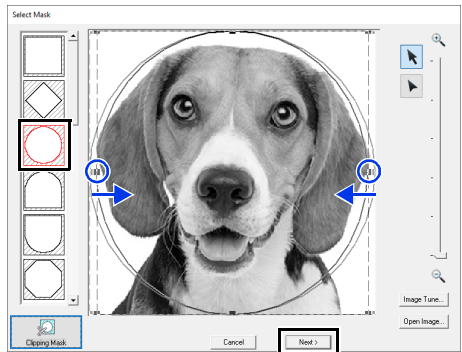 Select Mask
Image Tune...
Open Image...
Clipping Mask
Cancel
Next >